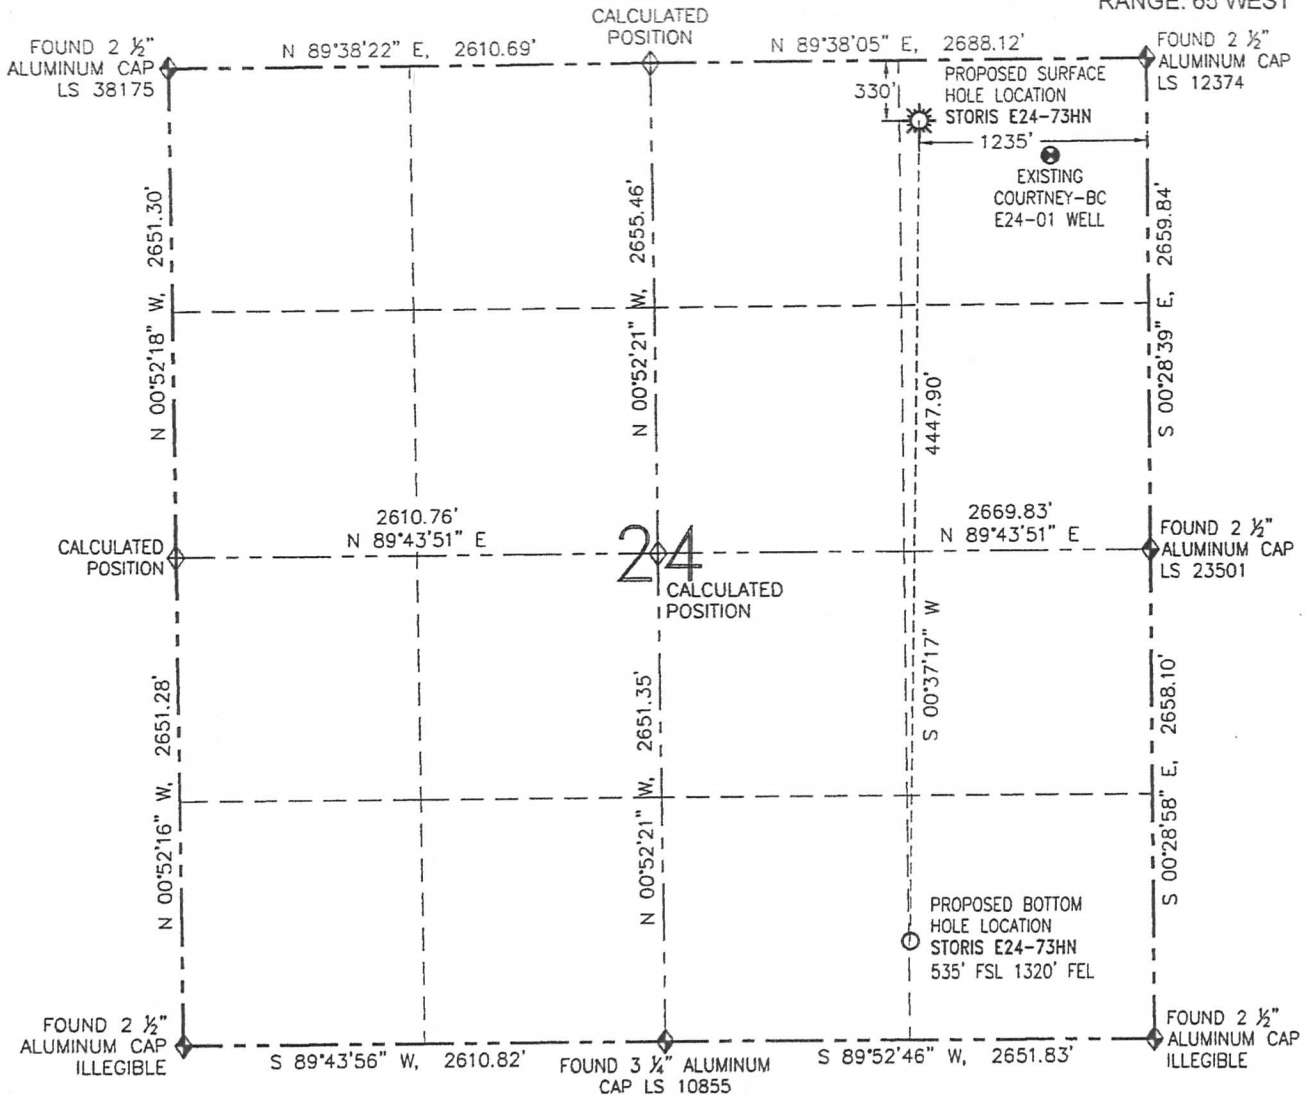 RANGE: 65 WEST
CALCULATED
POSITION
FOUND 2 ½"
ALUMINUM CAP
LS 38175
N 89°38'22" E, 2610.69'
N 89°38'05" E, 2688.12'
FOUND 2 ½"
ALUMINUM CAP
LS 12374
330'
PROPOSED SURFACE
HOLE LOCATION
STORIS E24-73HN
1235'
EXISTING
COURTNEY-BC
E24-01 WELL
N 00°52'18" W, 2651.30'
N 00°52'21" W, 2655.46'
4447.90'
S 00°28'39" E, 2659.84'
CALCULATED
POSITION
2610.76'
N 89°43'51" E
24
CALCULATED
POSITION
2669.83'
N 89°43'51" E
FOUND 2 ½"
ALUMINUM CAP
LS 23501
N 00°52'16" W, 2651.28'
N 00°52'21" W, 2651.35'
S 00°37'17" W
S 00°28'58" E, 2658.10'
PROPOSED BOTTOM
HOLE LOCATION
STORIS E24-73HN
535' FSL 1320' FEL
FOUND 2 ½"
ALUMINUM CAP
ILLEGIBLE
S 89°43'56" W, 2610.82'
FOUND 3 ¼" ALUMINUM
CAP LS 10855
S 89°52'46" W, 2651.83'
FOUND 2 ½"
ALUMINUM CAP
ILLEGIBLE